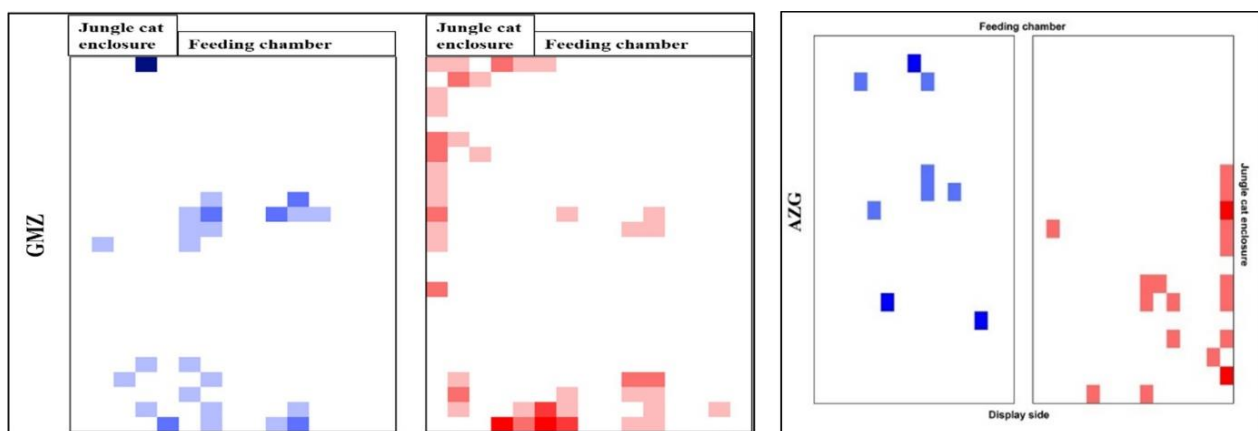 Jungle cat
enclosure
Feeding chamber
Jungle cat
enclosure
Feeding chamber
GMZ
Feeding chamber
AZG
Jungle cat enclosure
Display side